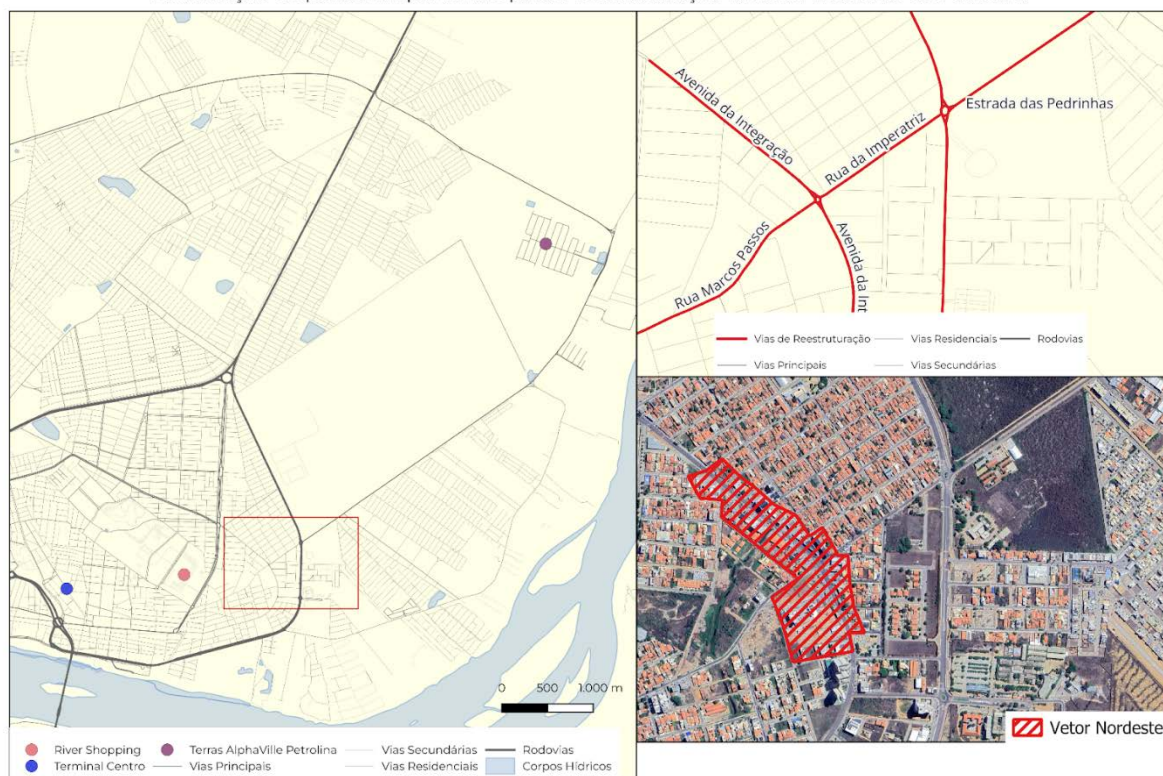 Avenida da Integração
Rua da Imperatriz
Estrada das Pedrinhas
Rua Marcos Passos
Avenida da Int
Vias de Reestruturação
Vias Residenciais
Rodovias
Vias Principais
Vias Secundárias
0 500 1.000 m
River Shopping
Terras AlphaVille Petrolina
Vias Secundárias
Rodovias
Terminal Centro
Vias Principais
Vias Residenciais
Corpos Hídricos
Vetor Nordeste